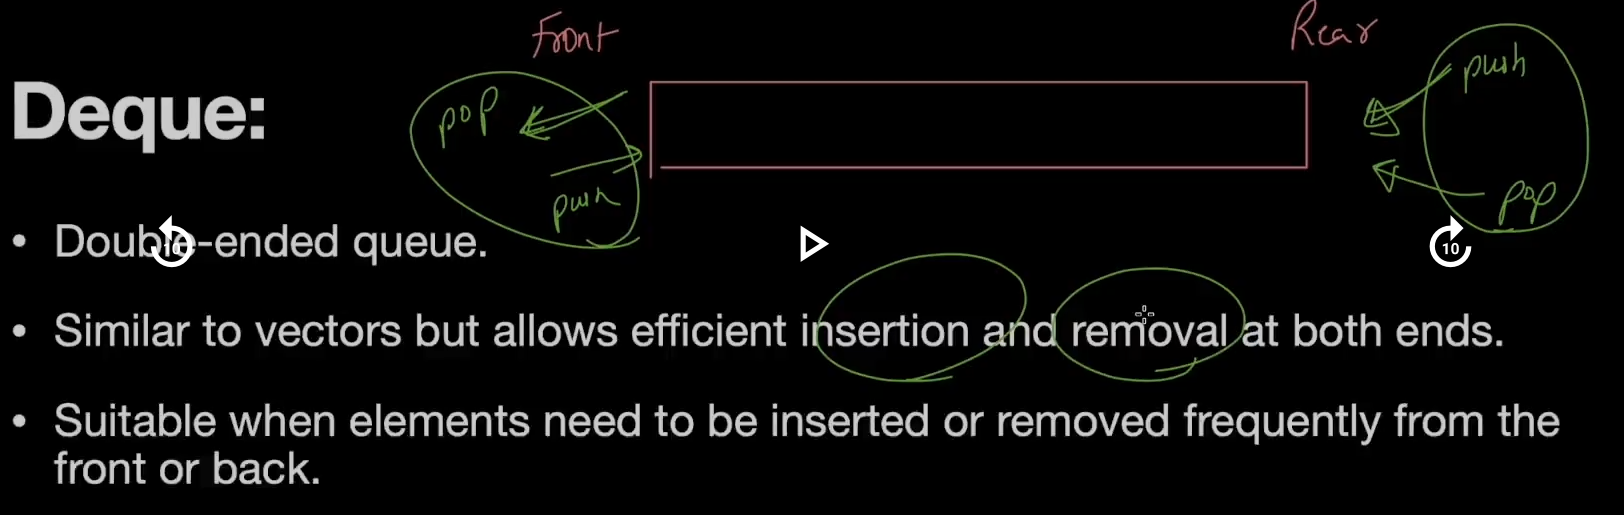 Front
Rear
pop
push
Deque:
push
pop
• Double-ended queue.
10
10
• Similar to vectors but allows efficient insertion and removal at both ends.
• Suitable when elements need to be inserted or removed frequently from the
front or back.